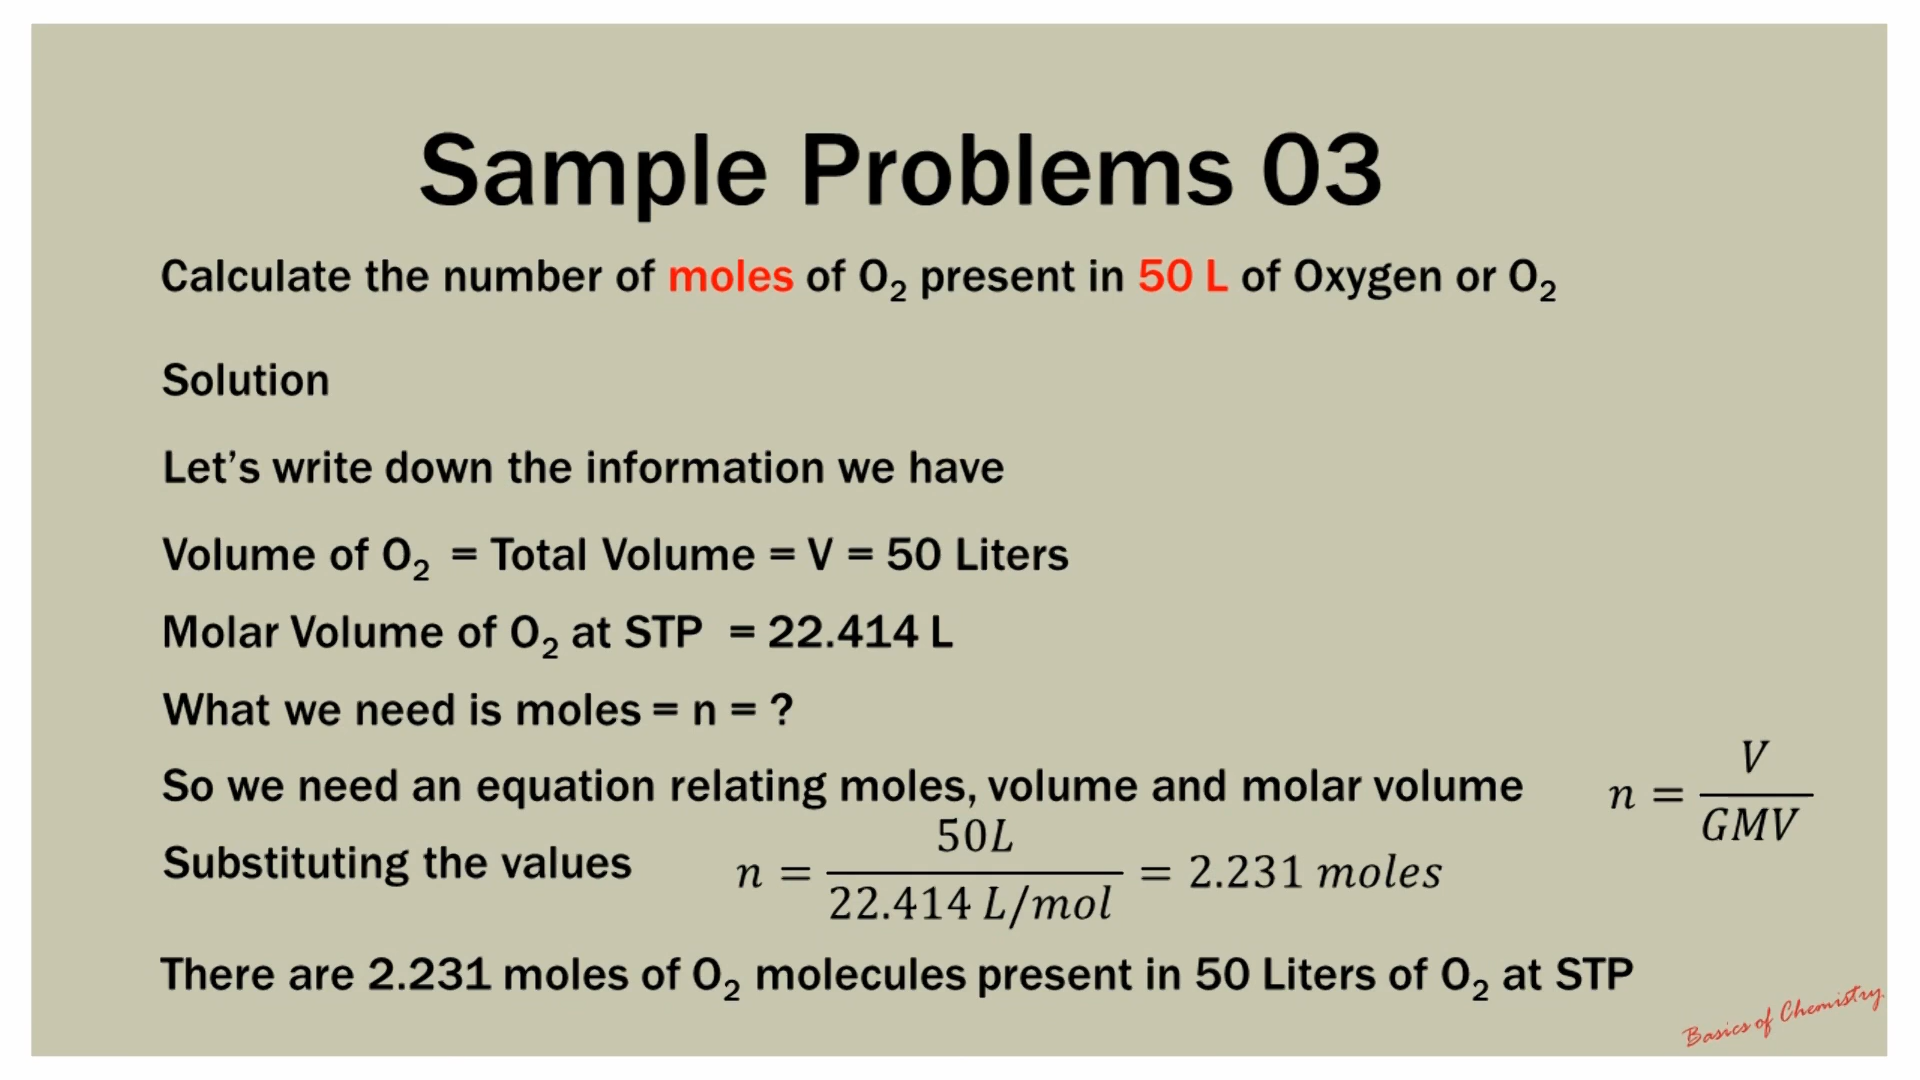 Sample Problems 03
Calculate the number of moles of O₂ present in 50 L of Oxygen or O₂
Solution
Let’s write down the information we have
Volume of O₂ = Total Volume = V = 50 Liters
Molar Volume of O₂ at STP = 22.414 L
What we need is moles = n = ?
So we need an equation relating moles, volume and molar volume n = V/GMV
Substituting the values n = 50L/22.414 L/mol = 2.231 moles
There are 2.231 moles of O₂ molecules present in 50 Liters of O₂ at STP
Basics of Chemistry.